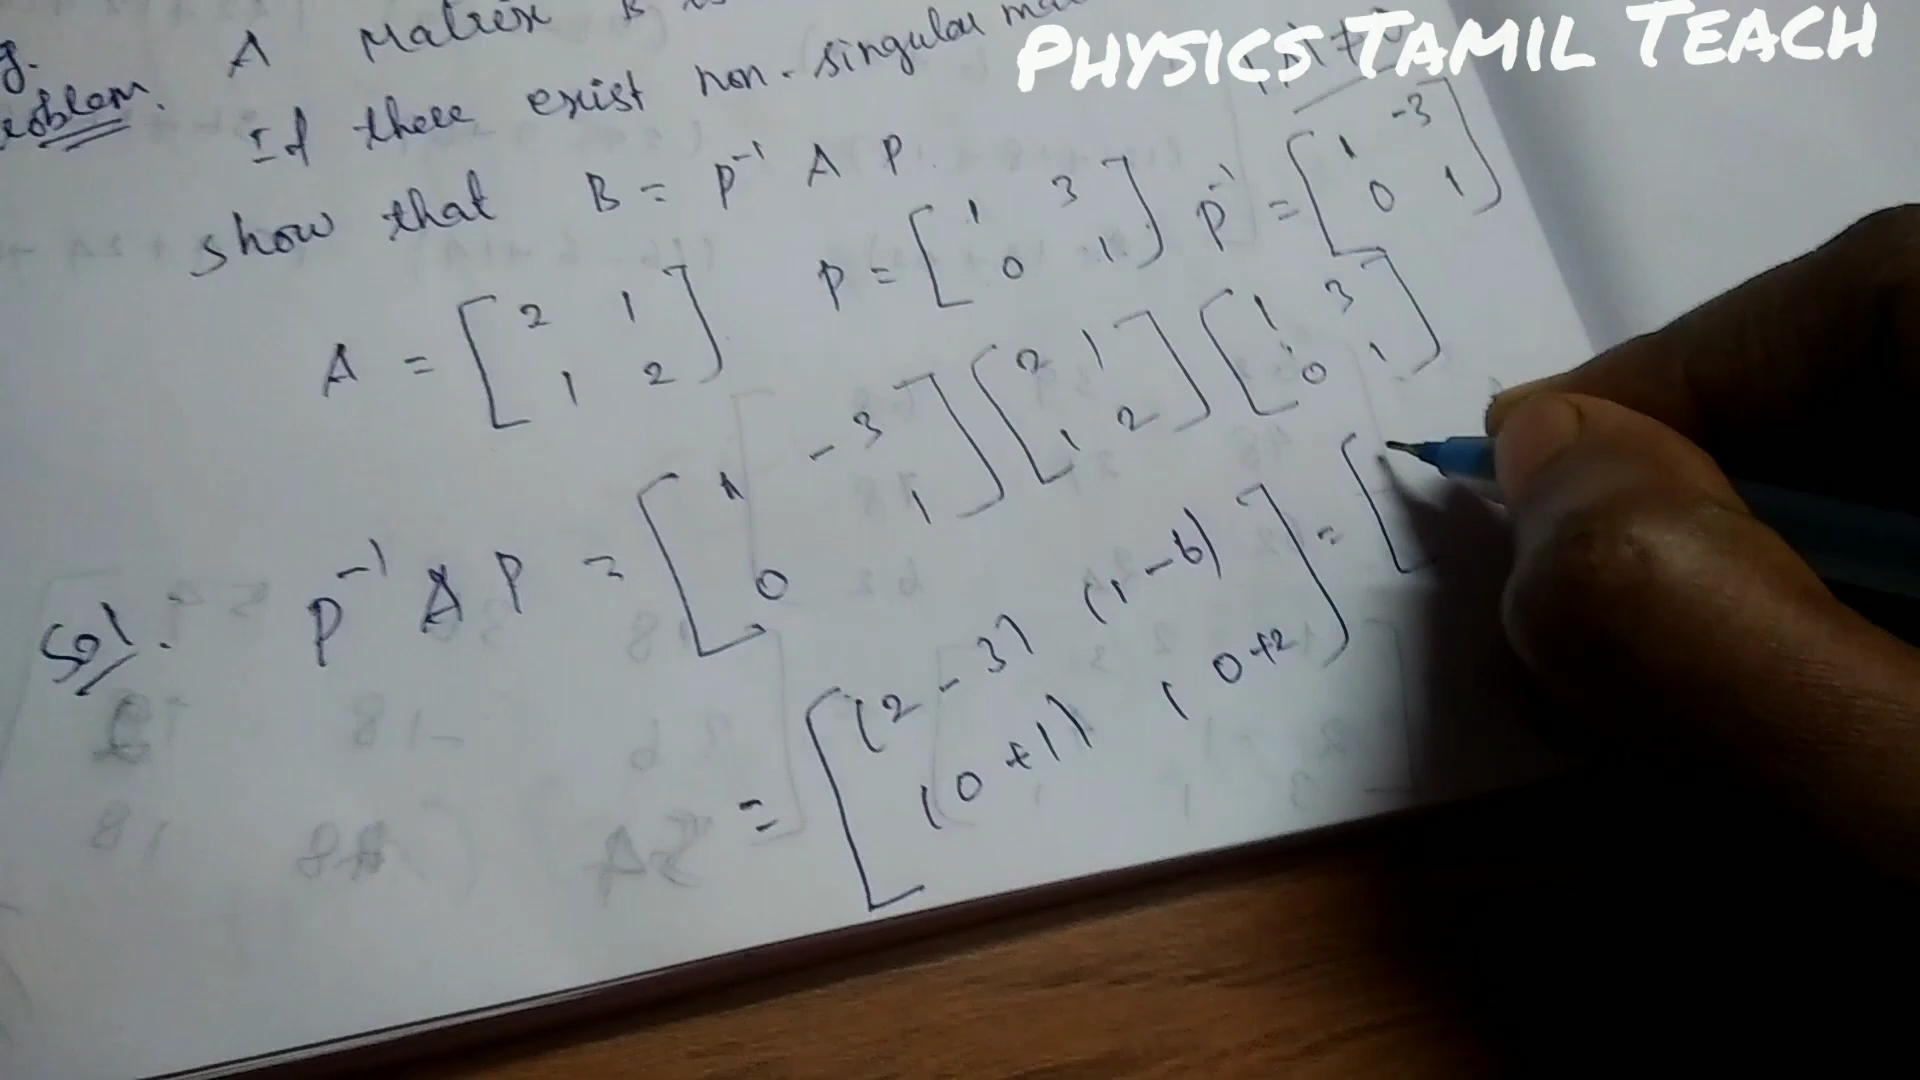 PHYSICS TAMIL TEACH
A Matrix B
If there exist non-singular
show that B = P⁻¹ A P.
A = [2 1; 1 2] P = [1 3; 0 1] P⁻¹ = [1 -3; 0 1]
Sol. P⁻¹ A P = [1 -3; 0 1] [2 1; 1 2] [1 3; 0 1]
= [(2-3) (1-6); (0+1) (0+2] = [